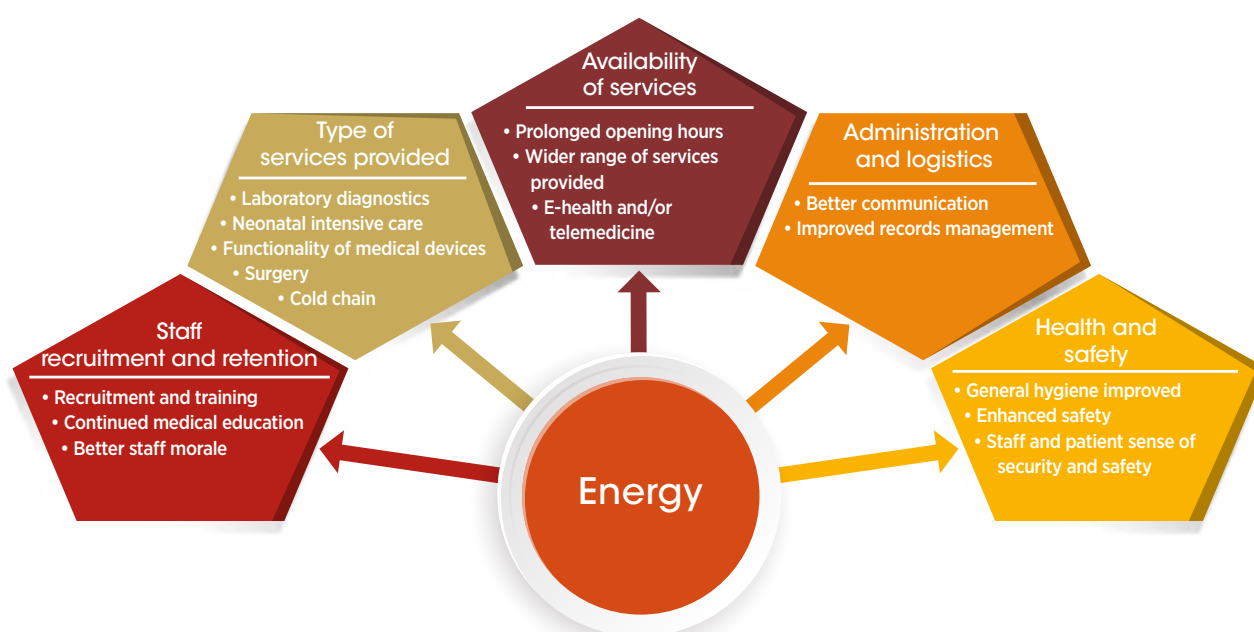 Staff
recruitment and retention
• Recruitment and training
• Continued medical education
• Better staff morale
Type of
services provided
• Laboratory diagnostics
• Neonatal intensive care
• Functionality of medical devices
• Surgery
• Cold chain
Availability
of services
• Prolonged opening hours
• Wider range of services
provided
• E-health and/or
telemedicine
Administration
and logistics
• Better communication
• Improved records management
Health and
safety
• General hygiene improved
• Enhanced safety
• Staff and patient sense of
security and safety
Energy